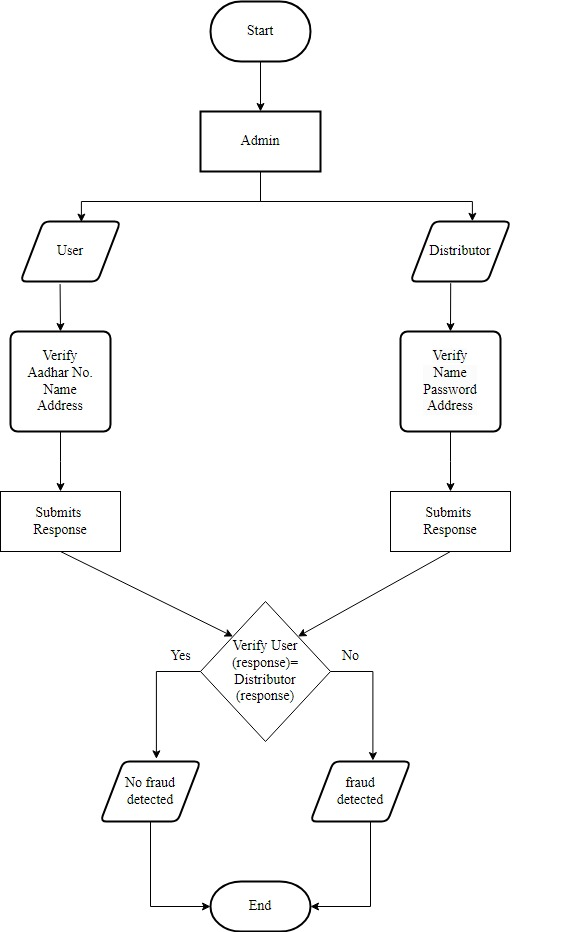 Start
Admin
User
Distributor
Verify
Aadhar No.
Name
Address
Verify
Name
Password
Address
Submits
Response
Submits
Response
Verify User
(response)=
Distributor
(response)
Yes
No
No fraud
detected
fraud
detected
End